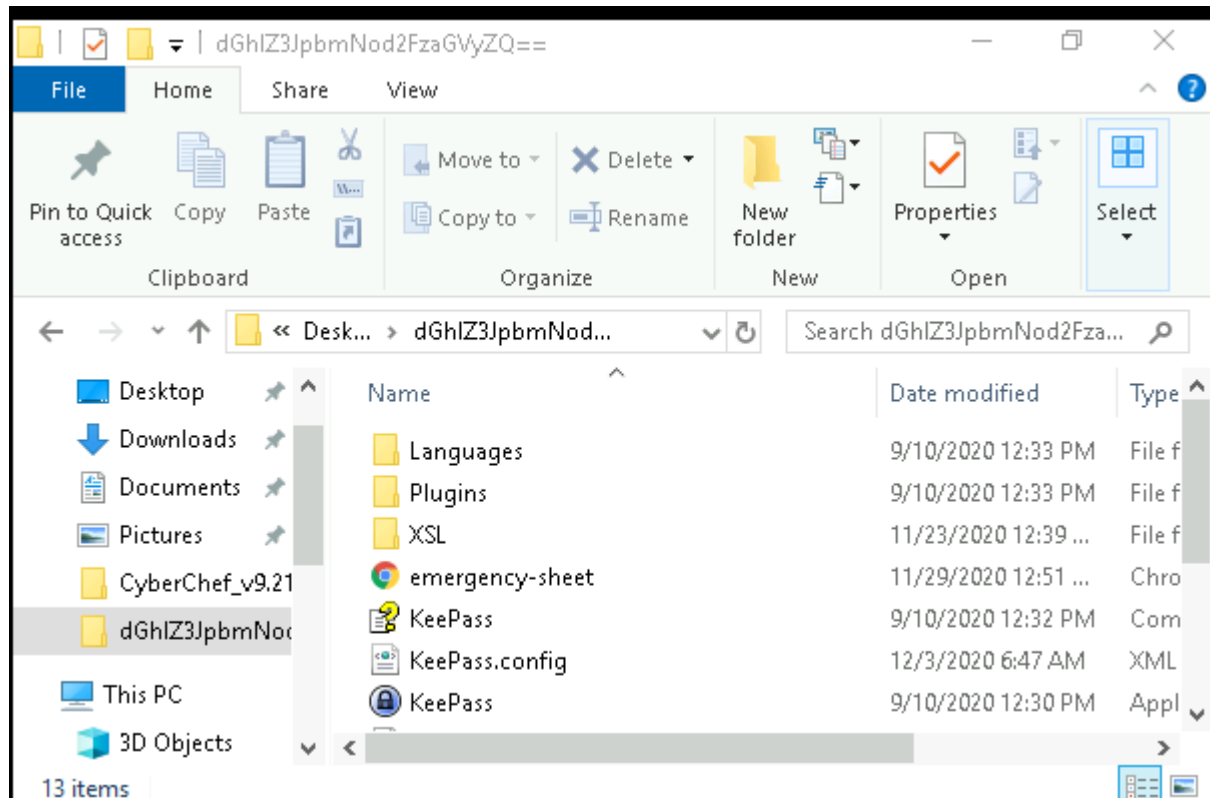 dGhlZ3JpbmNod2FzaGVyZQ==
File Home Share View
Pin to Quick access
Copy
Paste
Move to
Copy to
Delete
Rename
New folder
Properties
Select
Clipboard Organize New Open
« Desk... › dGhlZ3JpbmNod...
Search dGhlZ3JpbmNod2Fza...
Desktop
Downloads
Documents
Pictures
CyberChef_v9.21
dGhlZ3JpbmNod
This PC
3D Objects
Name Date modified Type
Languages 9/10/2020 12:33 PM File f
Plugins 9/10/2020 12:33 PM File f
XSL 11/23/2020 12:39 ... File f
emergency-sheet 11/29/2020 12:51 ... Chro
KeePass 9/10/2020 12:32 PM Com
KeePass.config 12/3/2020 6:47 AM XML
KeePass 9/10/2020 12:30 PM Appl
13 items